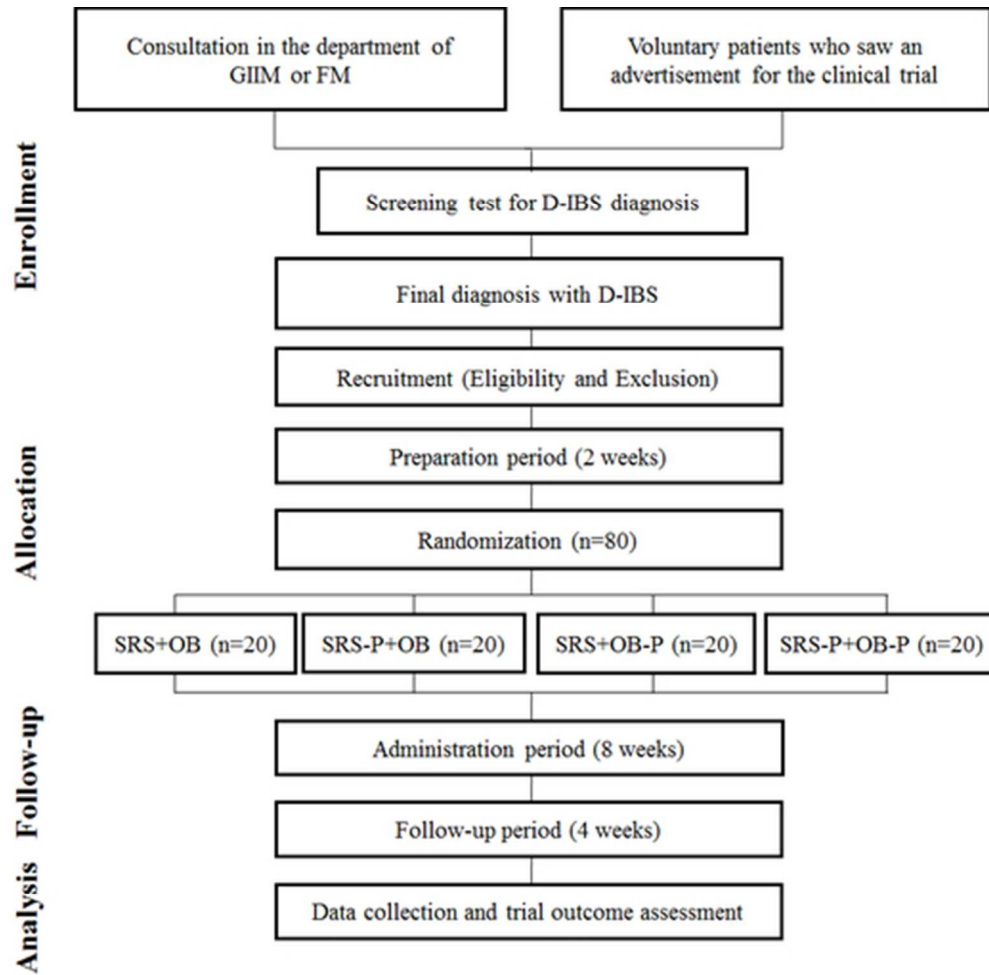 Consultation in the department of
GIIM or FM
Voluntary patients who saw an
advertisement for the clinical trial
Enrollment
Screening test for D-IBS diagnosis
Final diagnosis with D-IBS
Recruitment (Eligibility and Exclusion)
Allocation
Preparation period (2 weeks)
Randomization (n=80)
SRS+OB (n=20)
SRS-P+OB (n=20)
SRS+OB-P (n=20)
SRS-P+OB-P (n=20)
Follow-up
Administration period (8 weeks)
Follow-up period (4 weeks)
Analysis
Data collection and trial outcome assessment